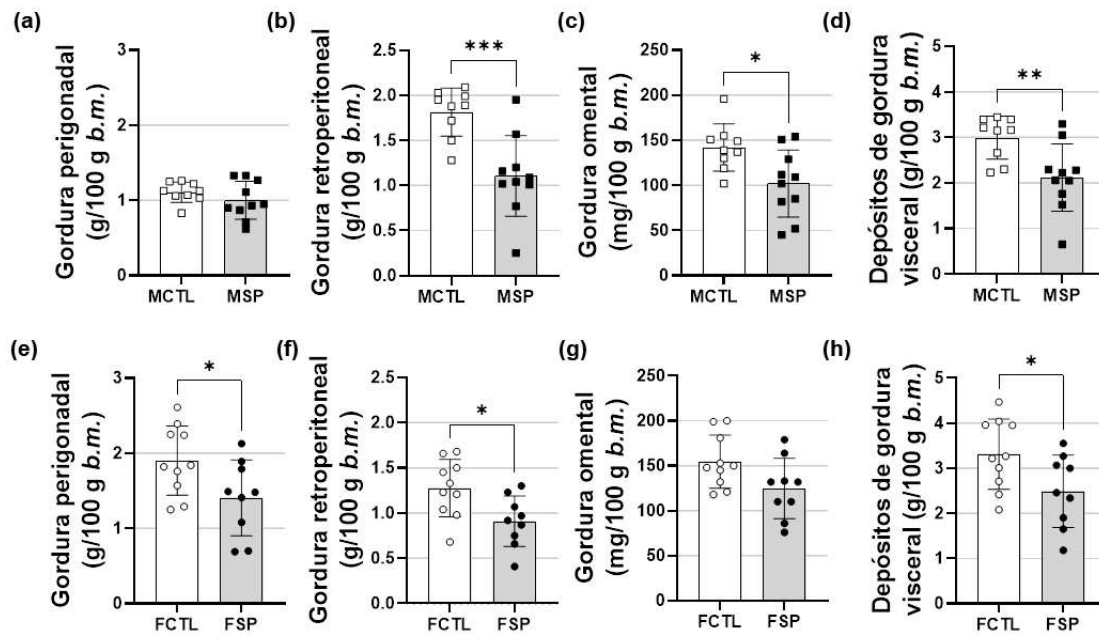 (a)
Gordura perigonadal
(g/100 g b.m.)
3
2
1
0
MCTL MSP
(b)
Gordura retroperitoneal
(g/100 g b.m.)
2.5
2.0
1.5
1.0
0.5
0.0
***
MCTL MSP
(c)
Gordura omental
(mg/100 g b.m.)
250
200
150
100
50
0
*
MCTL MSP
(d)
Depósitos de gordura
visceral (g/100 g b.m.)
5
4
3
2
1
0
**
MCTL MSP
(e)
Gordura perigonadal
(g/100 g b.m.)
3
2
1
0
*
FCTL FSP
(f)
Gordura retroperitoneal
(g/100 g b.m.)
2.5
2.0
1.5
1.0
0.5
0.0
*
FCTL FSP
(g)
Gordura omental
(mg/100 g b.m.)
250
200
150
100
50
0
FCTL FSP
(h)
Depósitos de gordura
visceral (g/100 g b.m.)
5
4
3
2
1
0
*
FCTL FSP